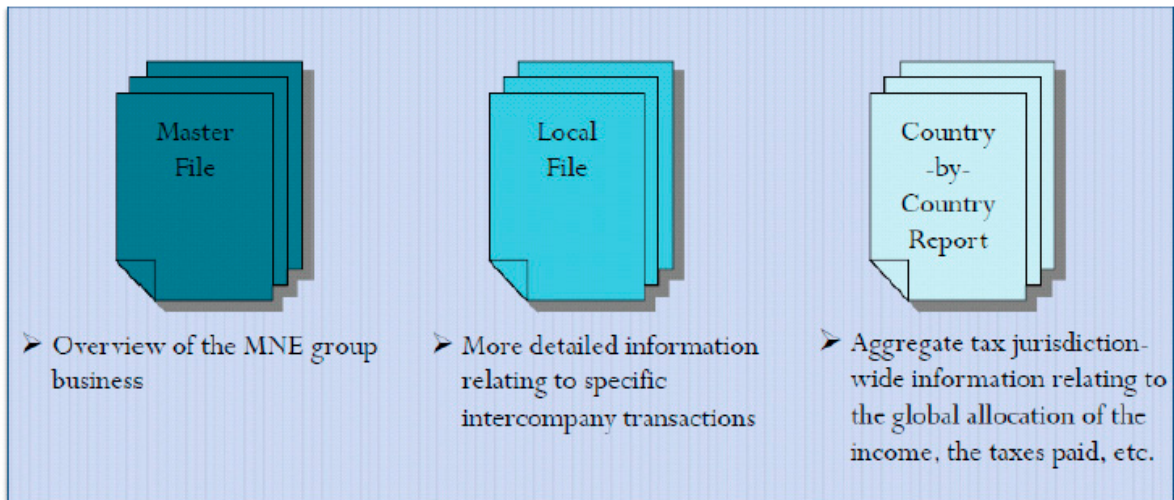 Master
File
Local
File
Country
-by-
Country
Report
➢ Overview of the MNE group
business
➢ More detailed information
relating to specific
intercompany transactions
➢ Aggregate tax jurisdiction-
wide information relating to
the global allocation of the
income, the taxes paid, etc.